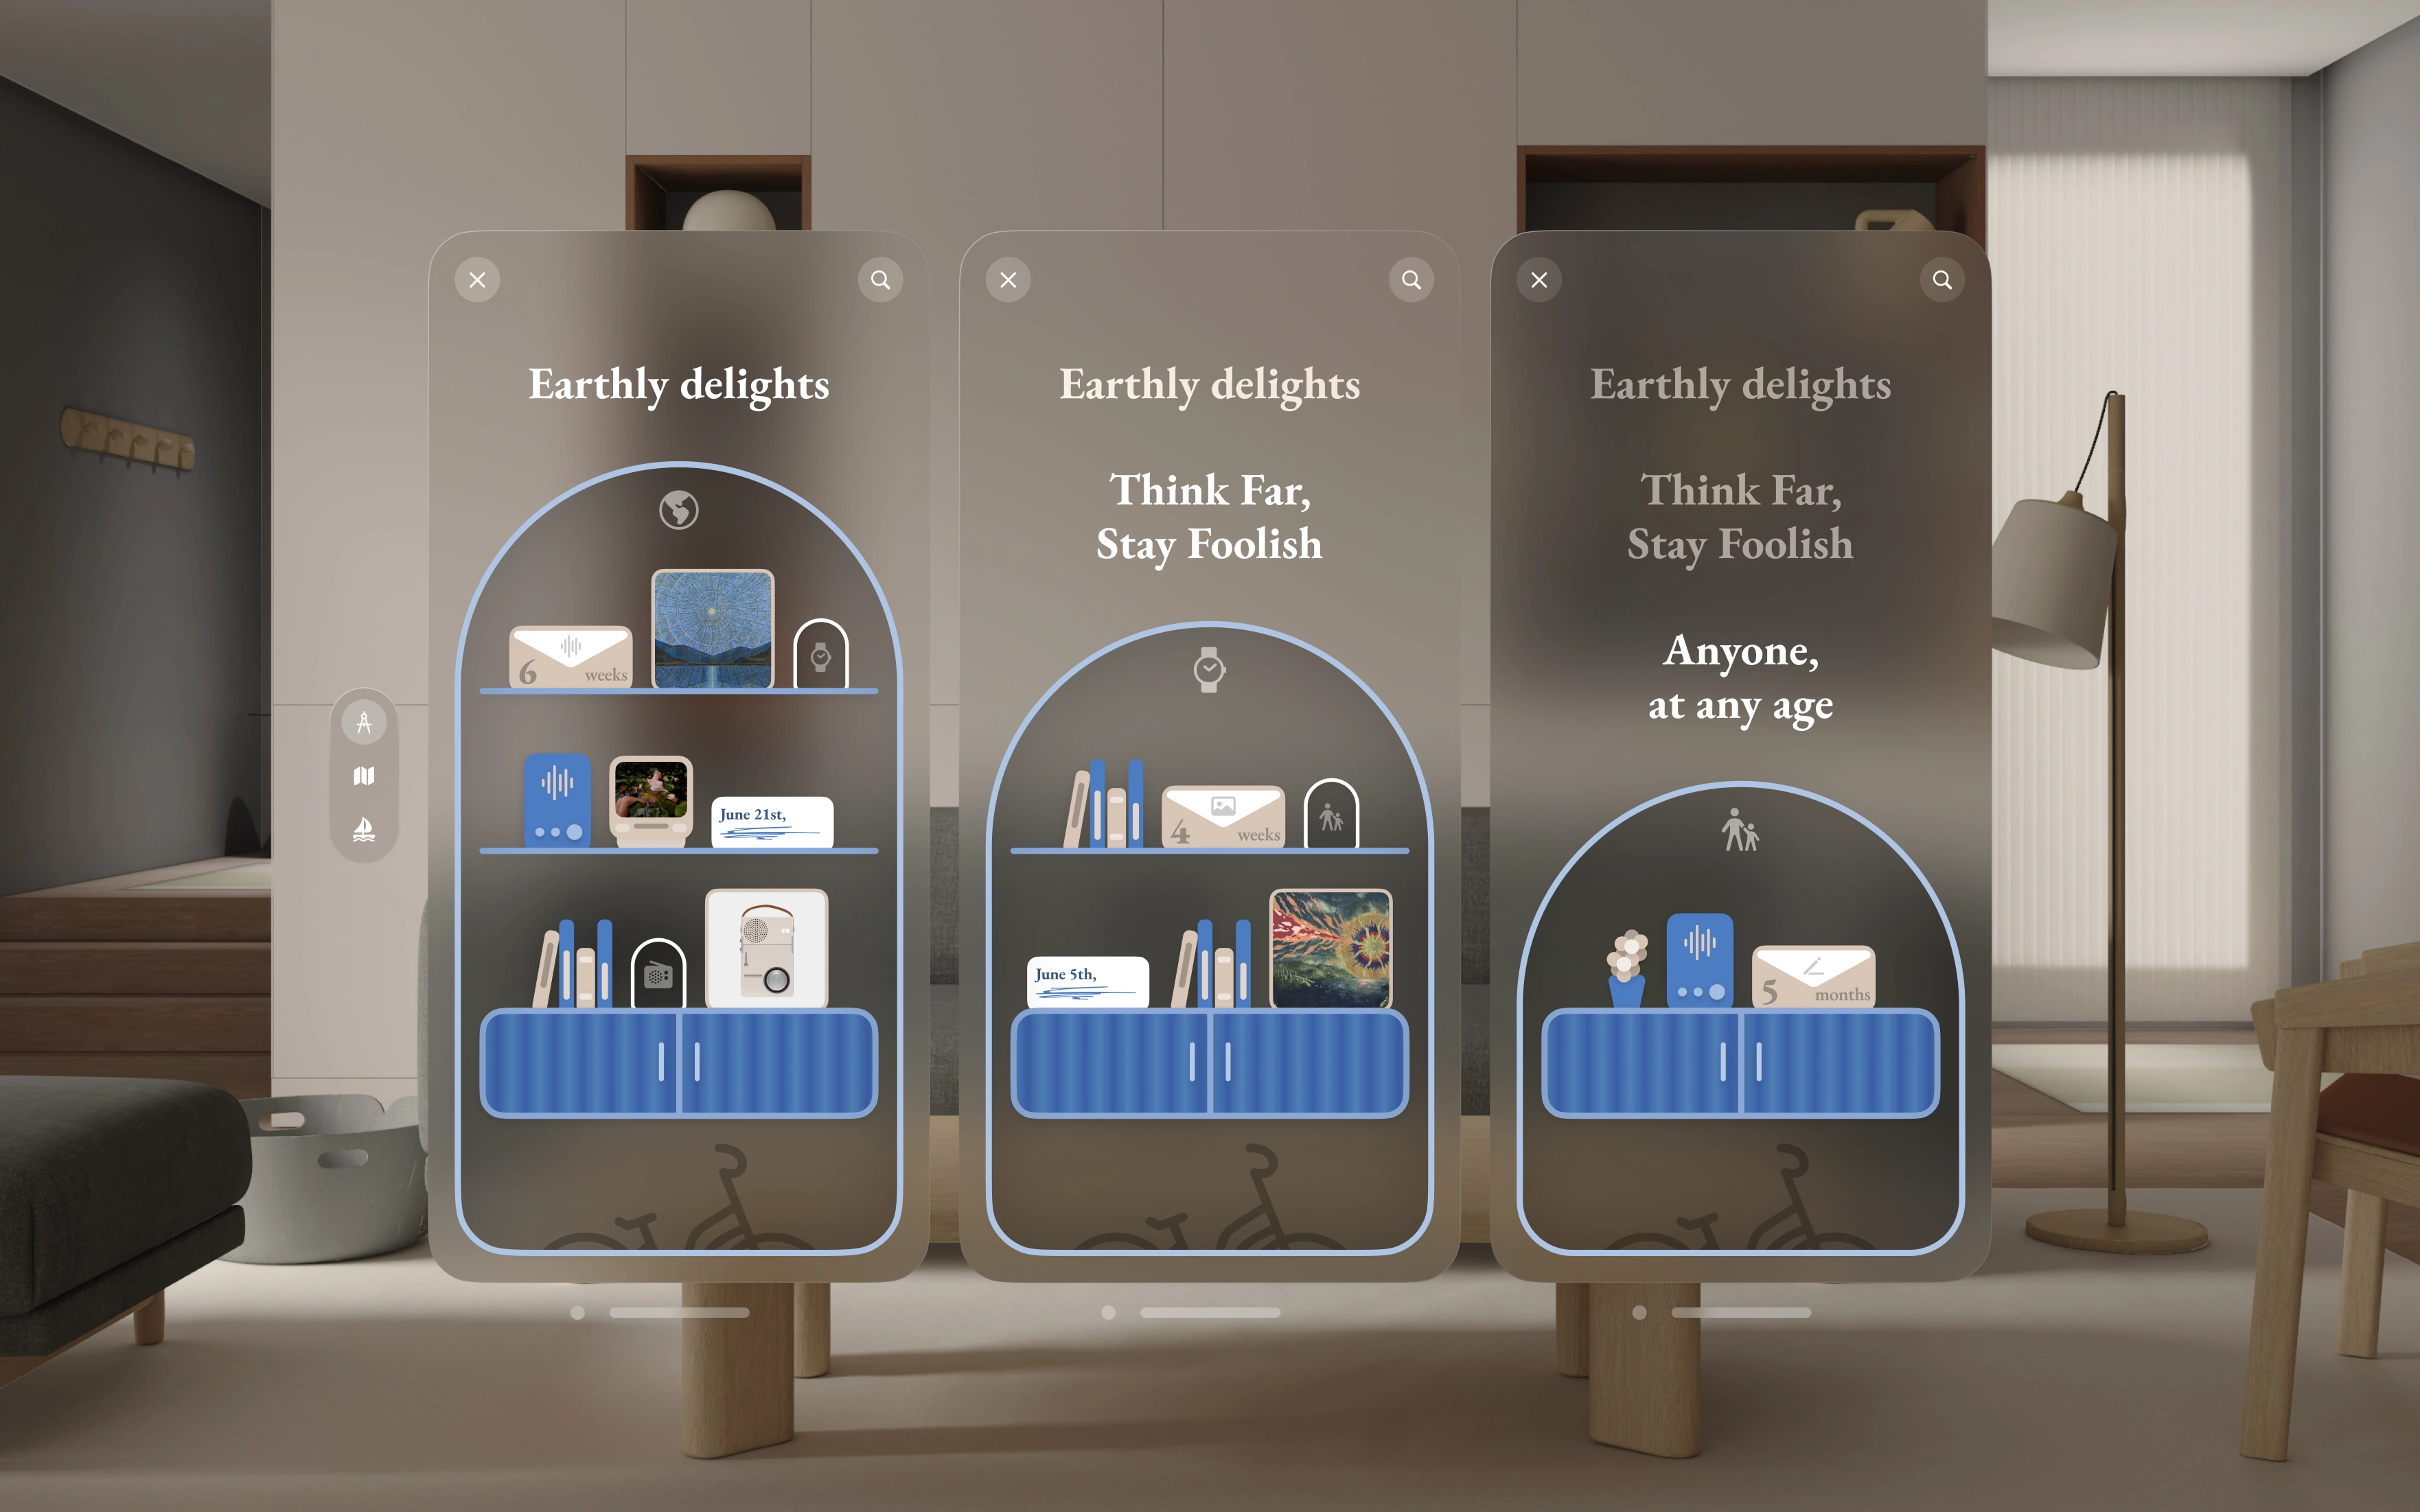 Earthly delights
6 weeks
June 21st,
Earthly delights
Think Far,
Stay Foolish
4 weeks
June 5th,
Earthly delights
Think Far,
Stay Foolish
Anyone,
at any age
5 months